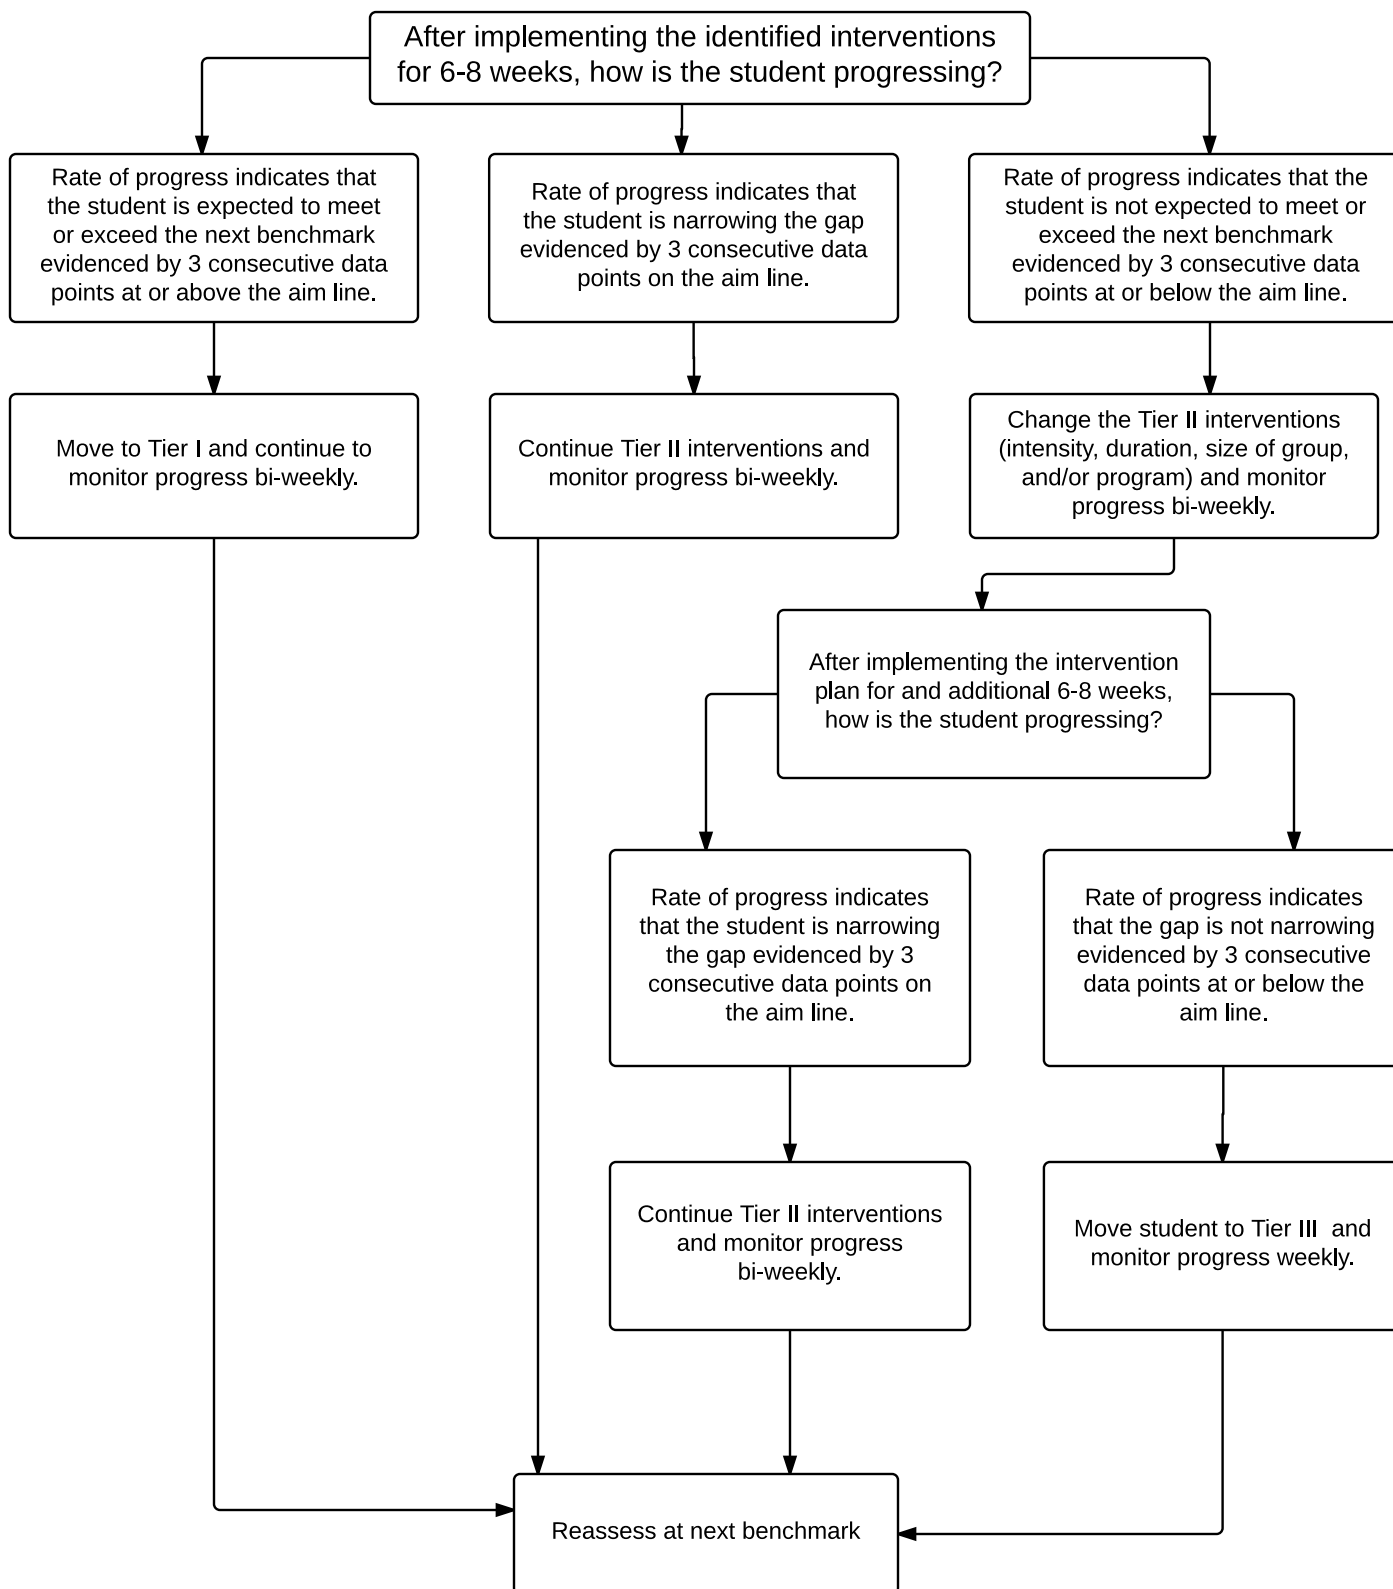 After implementing the identified interventions
for 6-8 weeks, how is the student progressing?
Rate of progress indicates that
the student is expected to meet
or exceed the next benchmark
evidenced by 3 consecutive data
points at or above the aim line.
Rate of progress indicates that
the student is narrowing the gap
evidenced by 3 consecutive data
points on the aim line.
Rate of progress indicates that the
student is not expected to meet or
exceed the next benchmark
evidenced by 3 consecutive data
points at or below the aim line.
Move to Tier I and continue to
monitor progress bi-weekly.
Continue Tier II interventions and
monitor progress bi-weekly.
Change the Tier II interventions
(intensity, duration, size of group,
and/or program) and monitor
progress bi-weekly.
After implementing the intervention
plan for and additional 6-8 weeks,
how is the student progressing?
Rate of progress indicates
that the student is narrowing
the gap evidenced by 3
consecutive data points on
the aim line.
Rate of progress indicates
that the gap is not narrowing
evidenced by 3 consecutive
data points at or below the
aim line.
Continue Tier II interventions
and monitor progress
bi-weekly.
Move student to Tier III and
monitor progress weekly.
Reassess at next benchmark